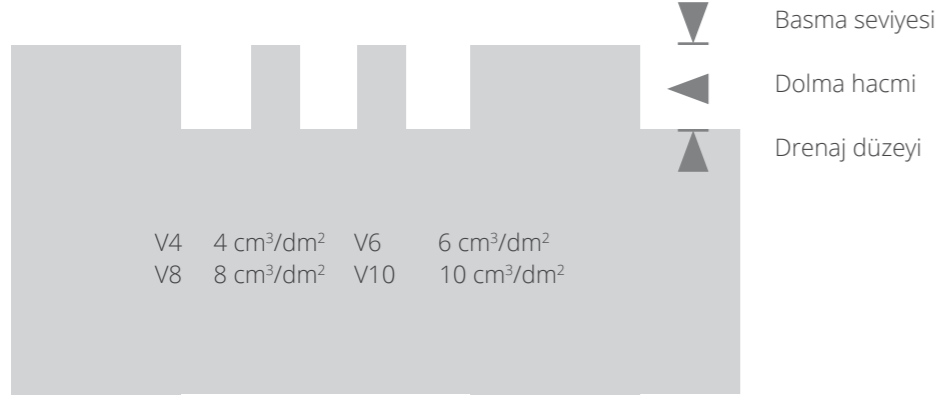 Basma seviyesi
Dolma hacmi
Drenaj düzeyi
V4 4 cm³/dm² V6 6 cm³/dm²
V8 8 cm³/dm² V10 10 cm³/dm²